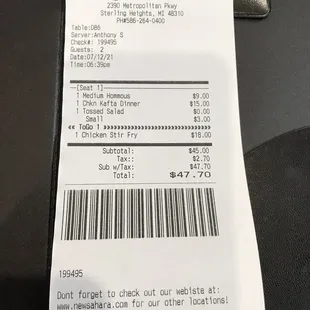 2390 Metropolitan Pkwy
Sterling Heights, MI 48310
PH#586-264-0400
Table:D86
Server:Anthony S
Check#: 199495
Guests: 2
Date:07/12/21
Time:06:39pm
[Seat 1]
1 Medium Hommous $9.00
1 Chkn Kafta Dinner $15.00
1 Tossed Salad $0.00
Small $3.00
<< ToGo 1 >>>>>>>>>>>>>>>>>>>>>>>>>>>>
1 Chicken Stir Fry $18.00
Subtotal: $45.00
Tax:: $2.70
Sub w/Tax: $47.70
Total: $47.70
199495
Dont forget to check out our webiste at:
www.newsahara.com for our other locations!